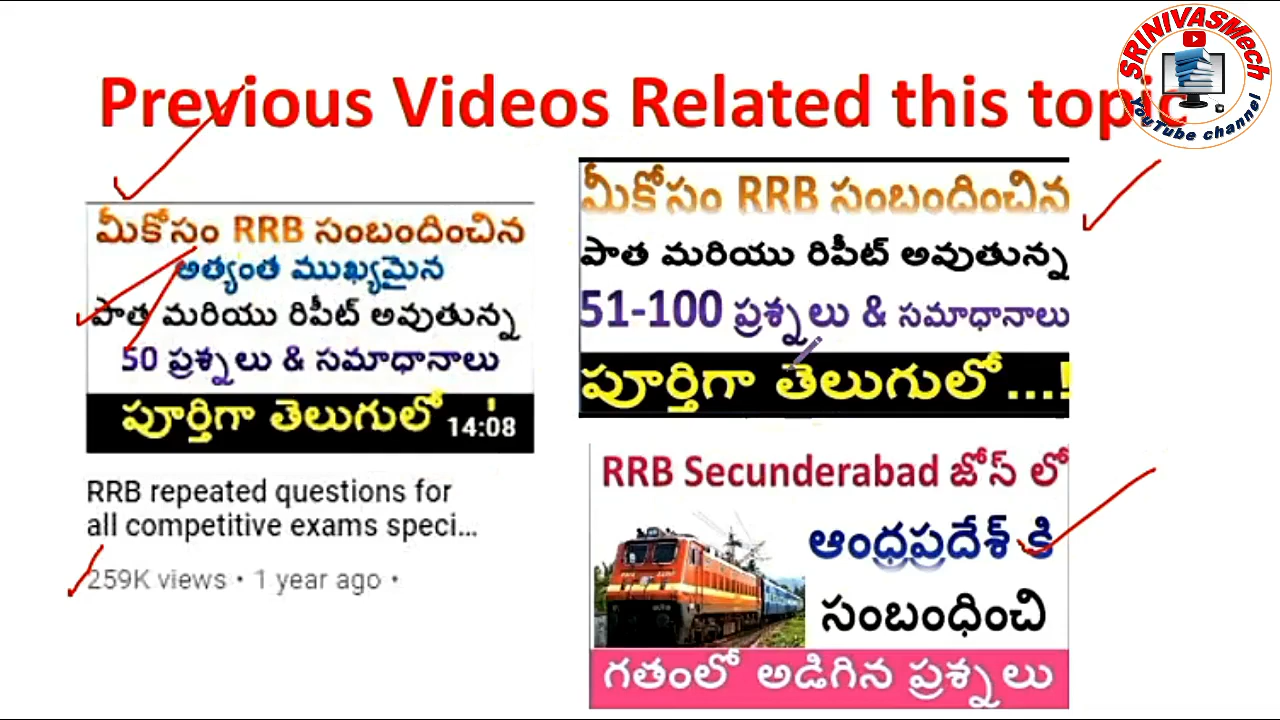 Previous Videos Related this topic
SRINIVASMech
YouTube channel
మీకోసం RRB సంబందించిన
అత్యంత ముఖ్యమైన
పాత మరియు రిపీట్ అవుతున్న
50 ప్రశ్నలు & సమాధానాలు
పూర్తిగా తెలుగులో !
14:08
RRB repeated questions for
all competitive exams speci...
259K views • 1 year ago •
మీకోసం RRB సంబందించిన
పాత మరియు రిపీట్ అవుతున్న
51-100 ప్రశ్నలు & సమాధానాలు
పూర్తిగా తెలుగులో...!
RRB Secunderabad జోన్ లో
ఆంధ్రప్రదేశ్ కి
సంబంధించి
గతంలో అడిగిన ప్రశ్నలు